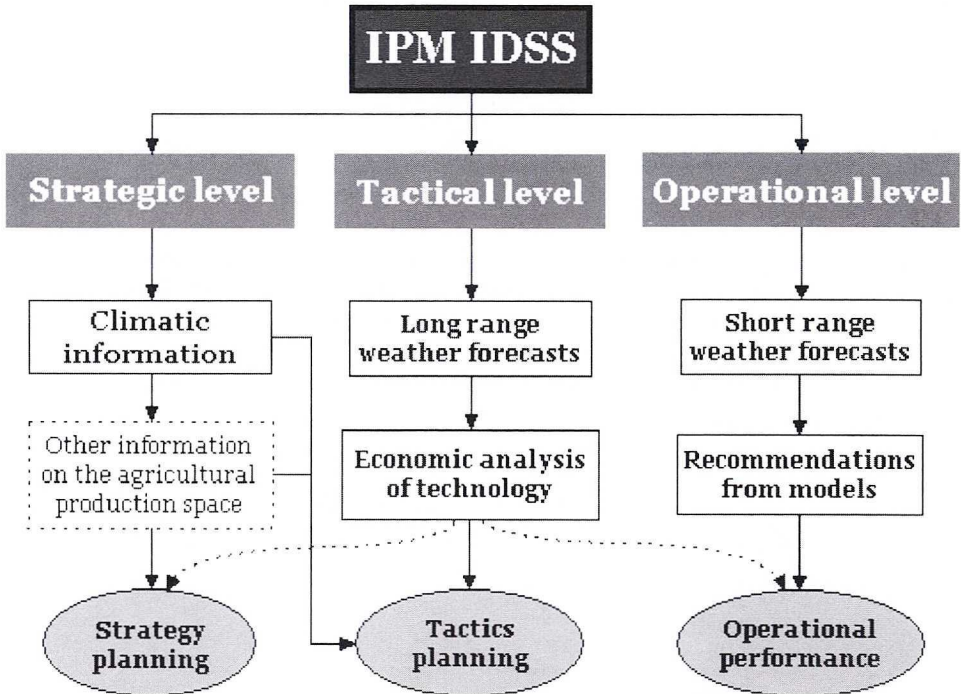 IPM IDSS
Strategic level
Tactical level
Operational level
Climatic
information
Long range
weather forecasts
Short range
weather forecasts
Other information
on the agricultural
production space
Economic analysis
of technology
Recommendations
from models
Strategy
planning
Tactics
planning
Operational
performance